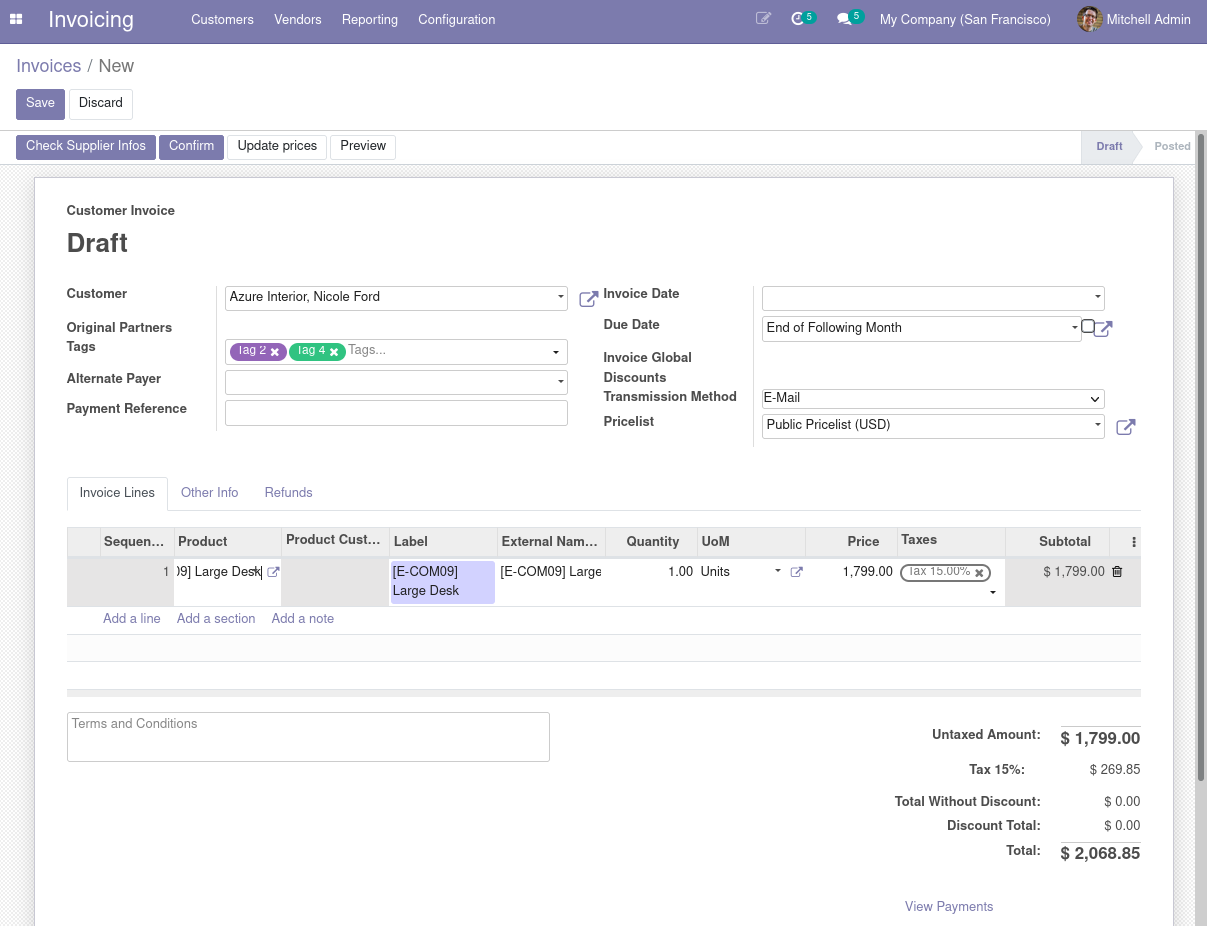 Invoicing Customers Vendors Reporting Configuration 5 5 My Company (San Francisco) Mitchell Admin
Invoices / New
Save Discard
Check Supplier Infos Confirm Update prices Preview Draft Posted
Customer Invoice
Draft
Customer Azure Interior, Nicole Ford Invoice Date
Original Partners Due Date End of Following Month
Tags Tag 2 Tag 4 Tags... Invoice Global Discounts
Alternate Payer Transmission Method E-Mail
Payment Reference Pricelist Public Pricelist (USD)
Invoice Lines Other Info Refunds
Sequen... Product Product Cust... Label External Nam... Quantity UoM Price Taxes Subtotal
1 9] Large Desk [E-COM09] [E-COM09] Large 1.00 Units 1,799.00 Tax 15.00% $ 1,799.00
Large Desk
Add a line Add a section Add a note
Terms and Conditions
Untaxed Amount: $ 1,799.00
Tax 15%: $ 269.85
Total Without Discount: $ 0.00
Discount Total: $ 0.00
Total: $ 2,068.85
View Payments